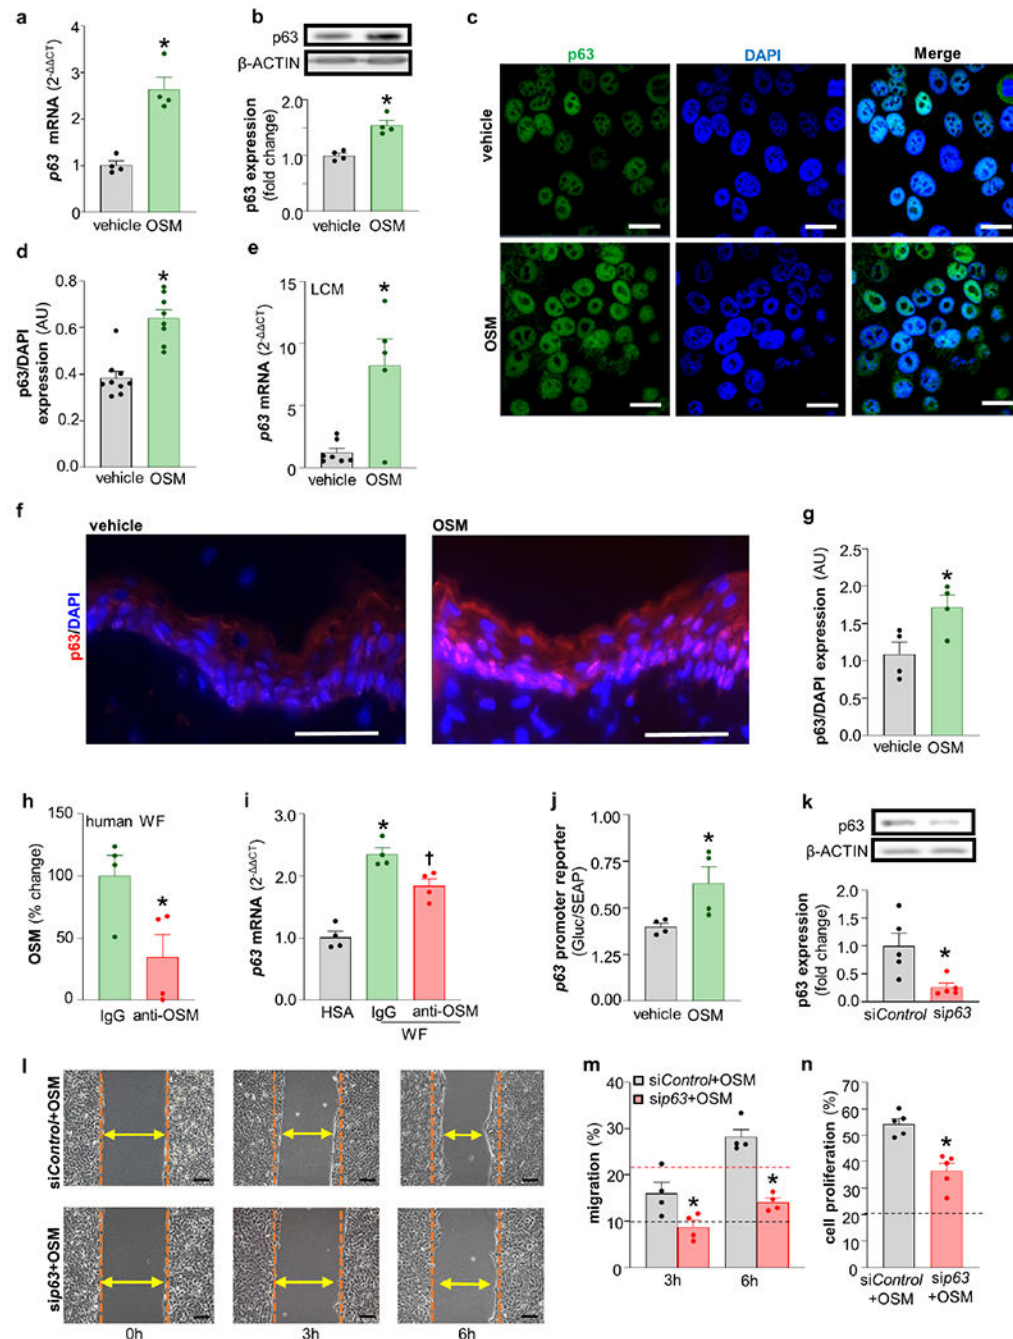 a
p63 mRNA (2-ΔΔCT)
4
3
2
1
0
*
vehicle OSM
b
p63
β-ACTIN
p63 expression
(fold change)
2.0
1.0
0.0
*
vehicle OSM
c
p63 DAPI Merge
vehicle
OSM
d
p63/DAPI
expression (AU)
0.8
0.6
0.4
0.2
0.0
*
vehicle OSM
e
LCM
p63 mRNA (2-ΔΔCT)
15
10
5
0
*
vehicle OSM
f
vehicle OSM
p63/DAPI
g
p63/DAPI expression (AU)
2.5
2.0
1.5
1.0
0.5
0.0
*
vehicle OSM
h
human WF
OSM (% change)
150
100
50
0
*
IgG anti-OSM
i
p63 mRNA (2-ΔΔCT)
3.0
2.0
1.0
0.0
*
†
HSA IgG anti-OSM
WF
j
p63 promoter reporter
(Gluc/SEAP)
1.00
0.75
0.50
0.25
0.00
*
vehicle OSM
k
p63
β-ACTIN
p63 expression
(fold change)
2.0
1.5
1.0
0.5
0.0
*
siControl sip63
l
siControl+OSM
sip63+OSM
0h 3h 6h
m
siControl+OSM
sip63+OSM
migration (%)
40
30
20
10
0
*
*
3h 6h
n
cell proliferation (%)
70
60
50
40
30
20
10
0
*
siControl sip63
+OSM +OSM